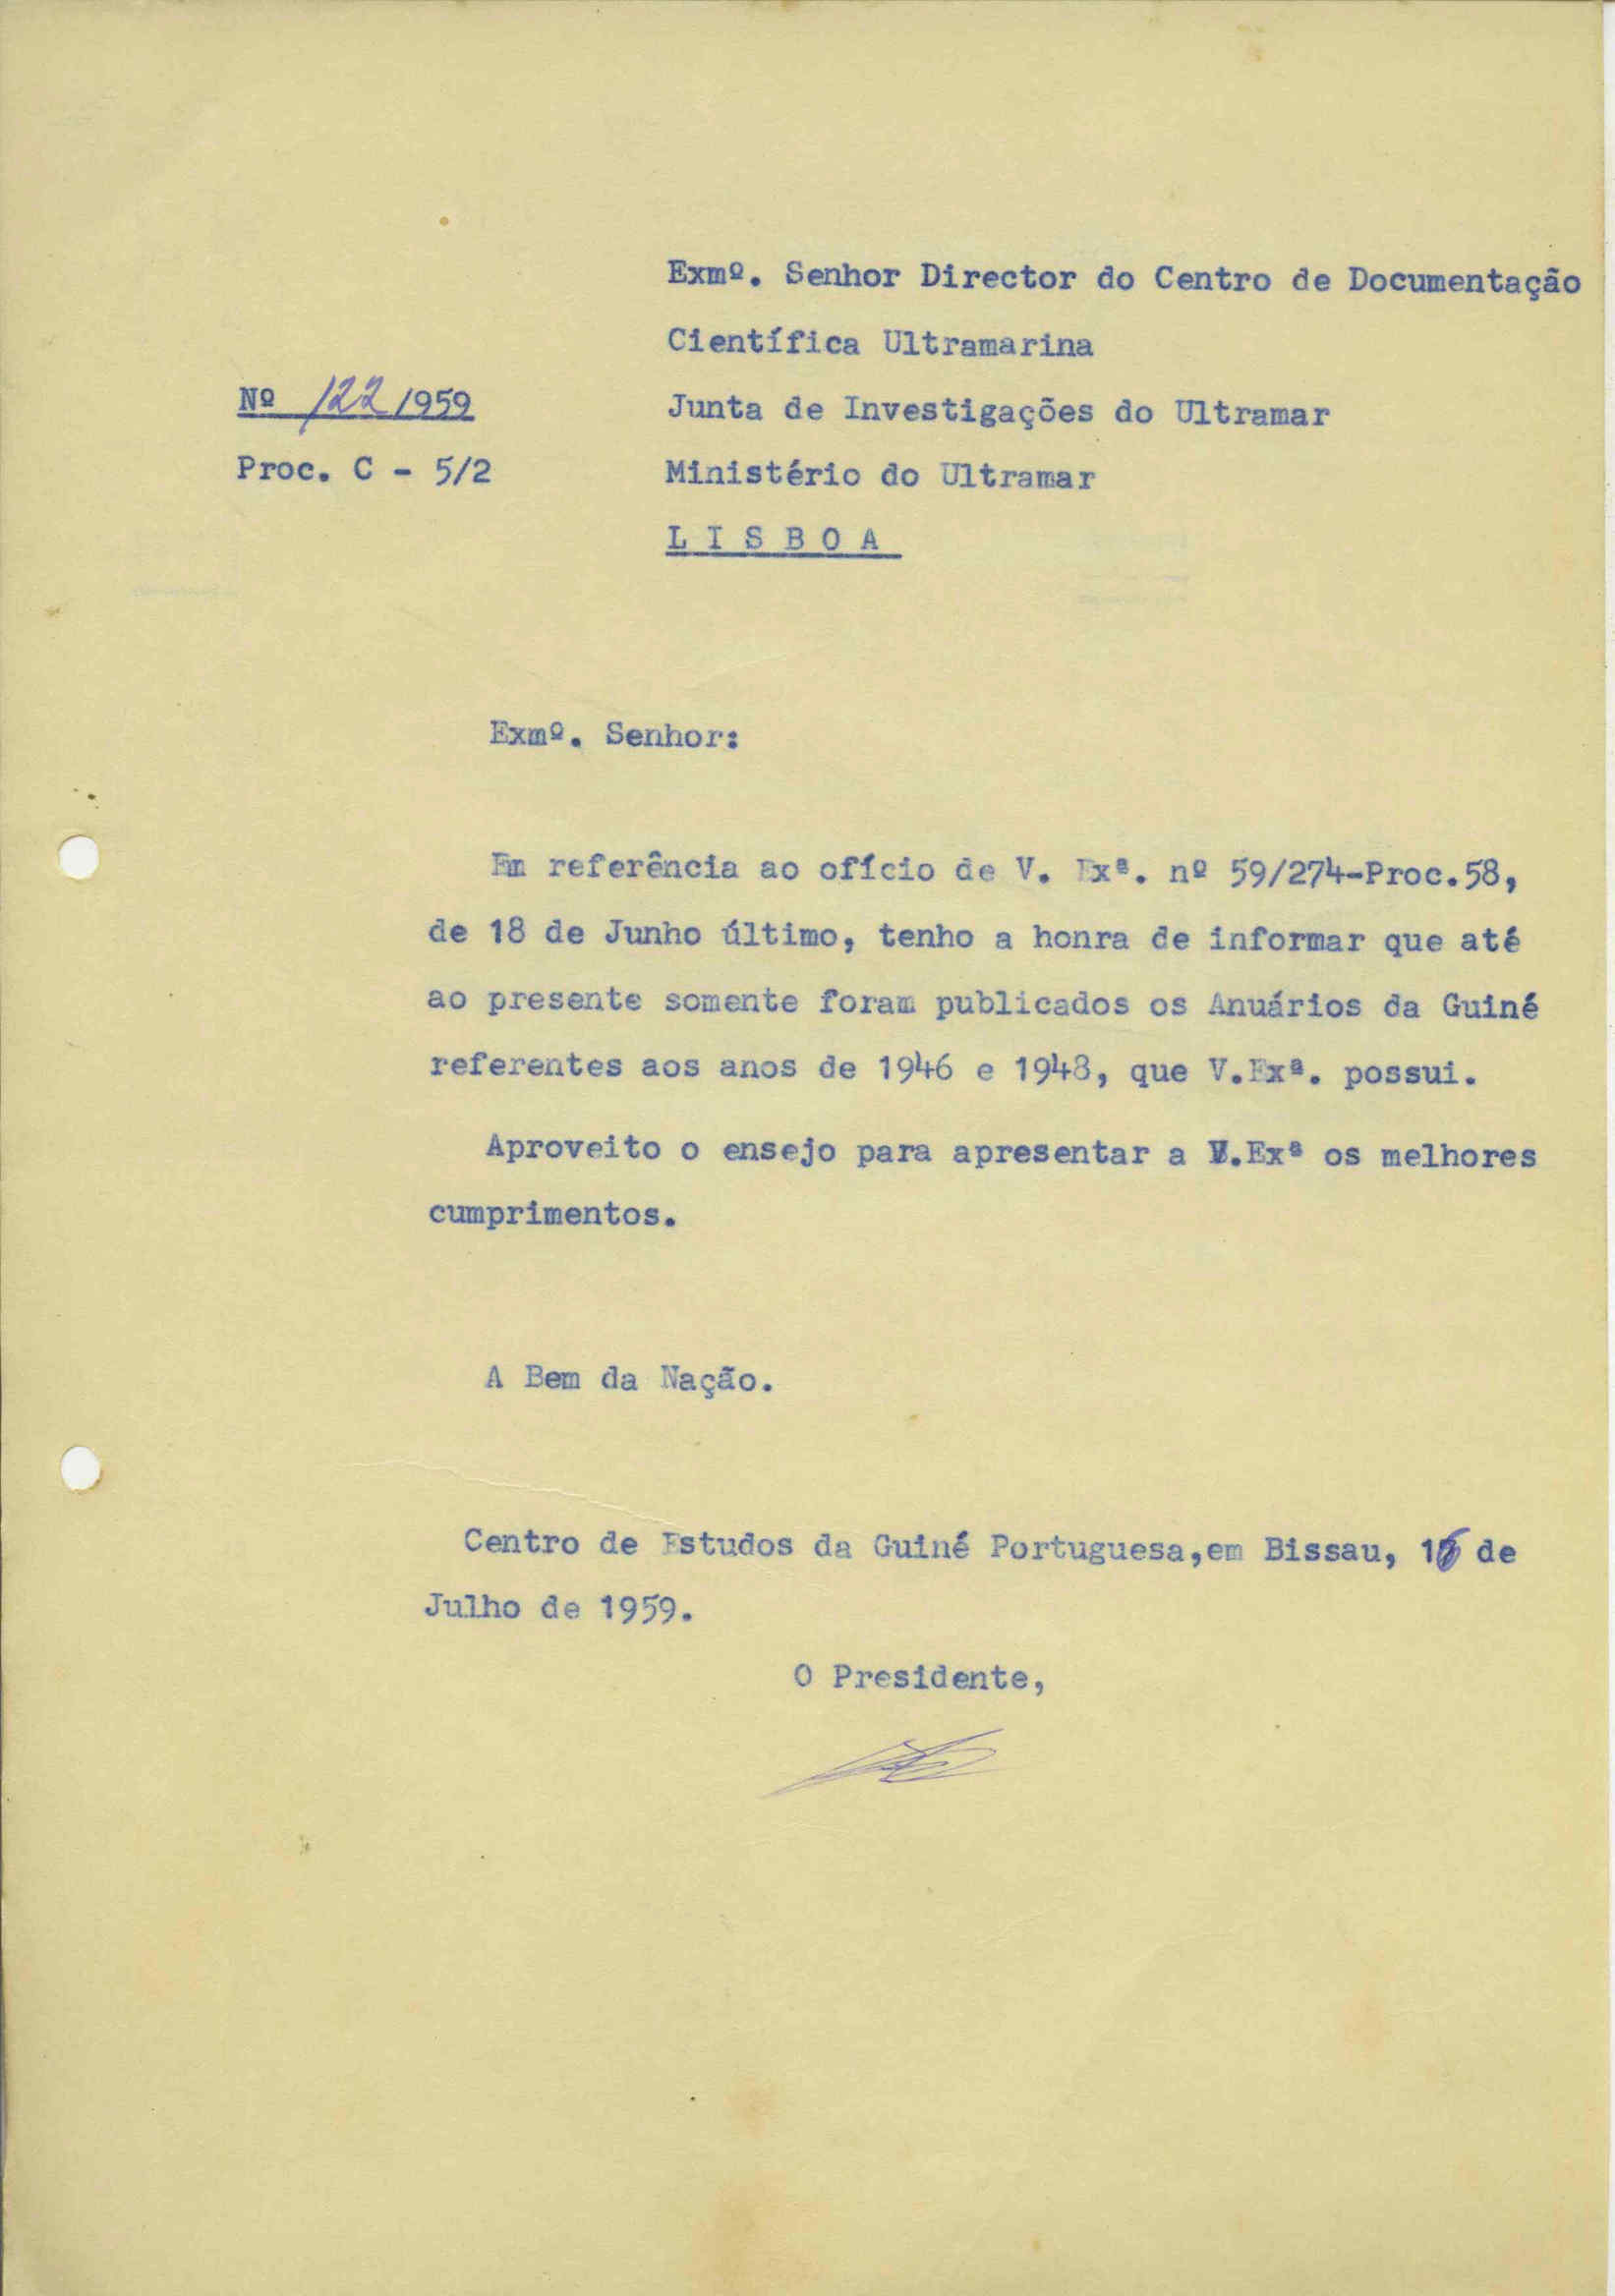 Exmº. Senhor Director do Centro de Documentação
Científica Ultramarina
Nº 122/1959
Junta de Investigações do Ultramar
Proc. C - 5/2
Ministério do Ultramar
L I S B O A
Exmº. Senhor:
Em referência ao ofício de V. Exª. nº 59/274-Proc.58,
de 18 de Junho último, tenho a honra de informar que até
ao presente somente foram publicados os Anuários da Guiné
referentes aos anos de 1946 e 1948, que V.Exª. possui.
Aproveito o ensejo para apresentar a V.Exª os melhores
cumprimentos.
A Bem da Nação.
Centro de Estudos da Guiné Portuguesa,em Bissau, 16 de
Julho de 1959.
O Presidente,